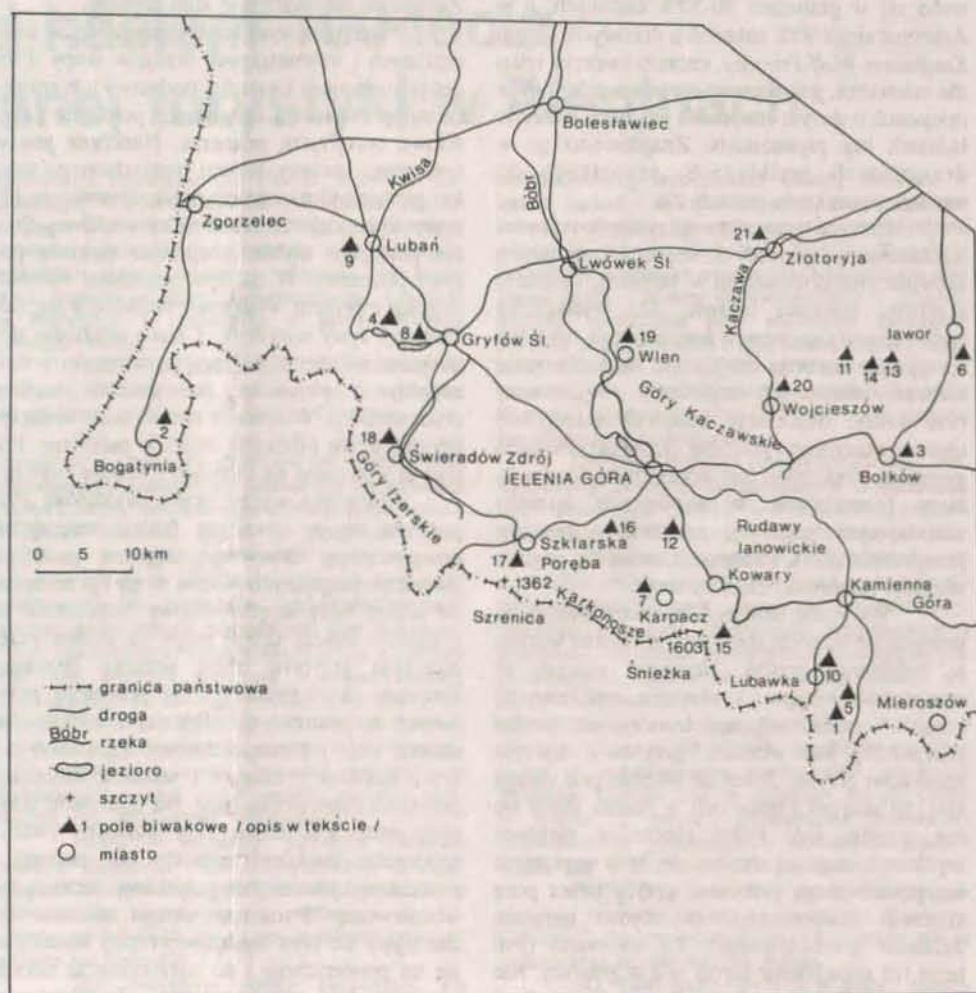 Bolesławiec
Kwisa
Bóbr
Zgorzelec
Lubań
9
Lwówek Śl.
21
Złotoryja
Kaczawa
4
8
Gryfów Śl.
19
Wlen
Jawor
11
14
13
6
Góry Kaczawskie
20
Wojcieszów
2
Bogatynia
18
Świeradów Zdrój
JELENIA GÓRA
3
Bolków
Góry Izerskie
0 5 10 km
16
Szklarska
Poręba
17
12
Rudawy
Janowickie
1362
Szrenica
Karkonosze
7
Karpacz
Kowary
Kamienna
Góra
1603
Śnieżka
15
Lubawka
10
5
1
Mieroszów
granica państwowa
droga
Bóbr
rzeka
jezioro
szczyt
1 pole biwakowe / opis w tekście /
miasto